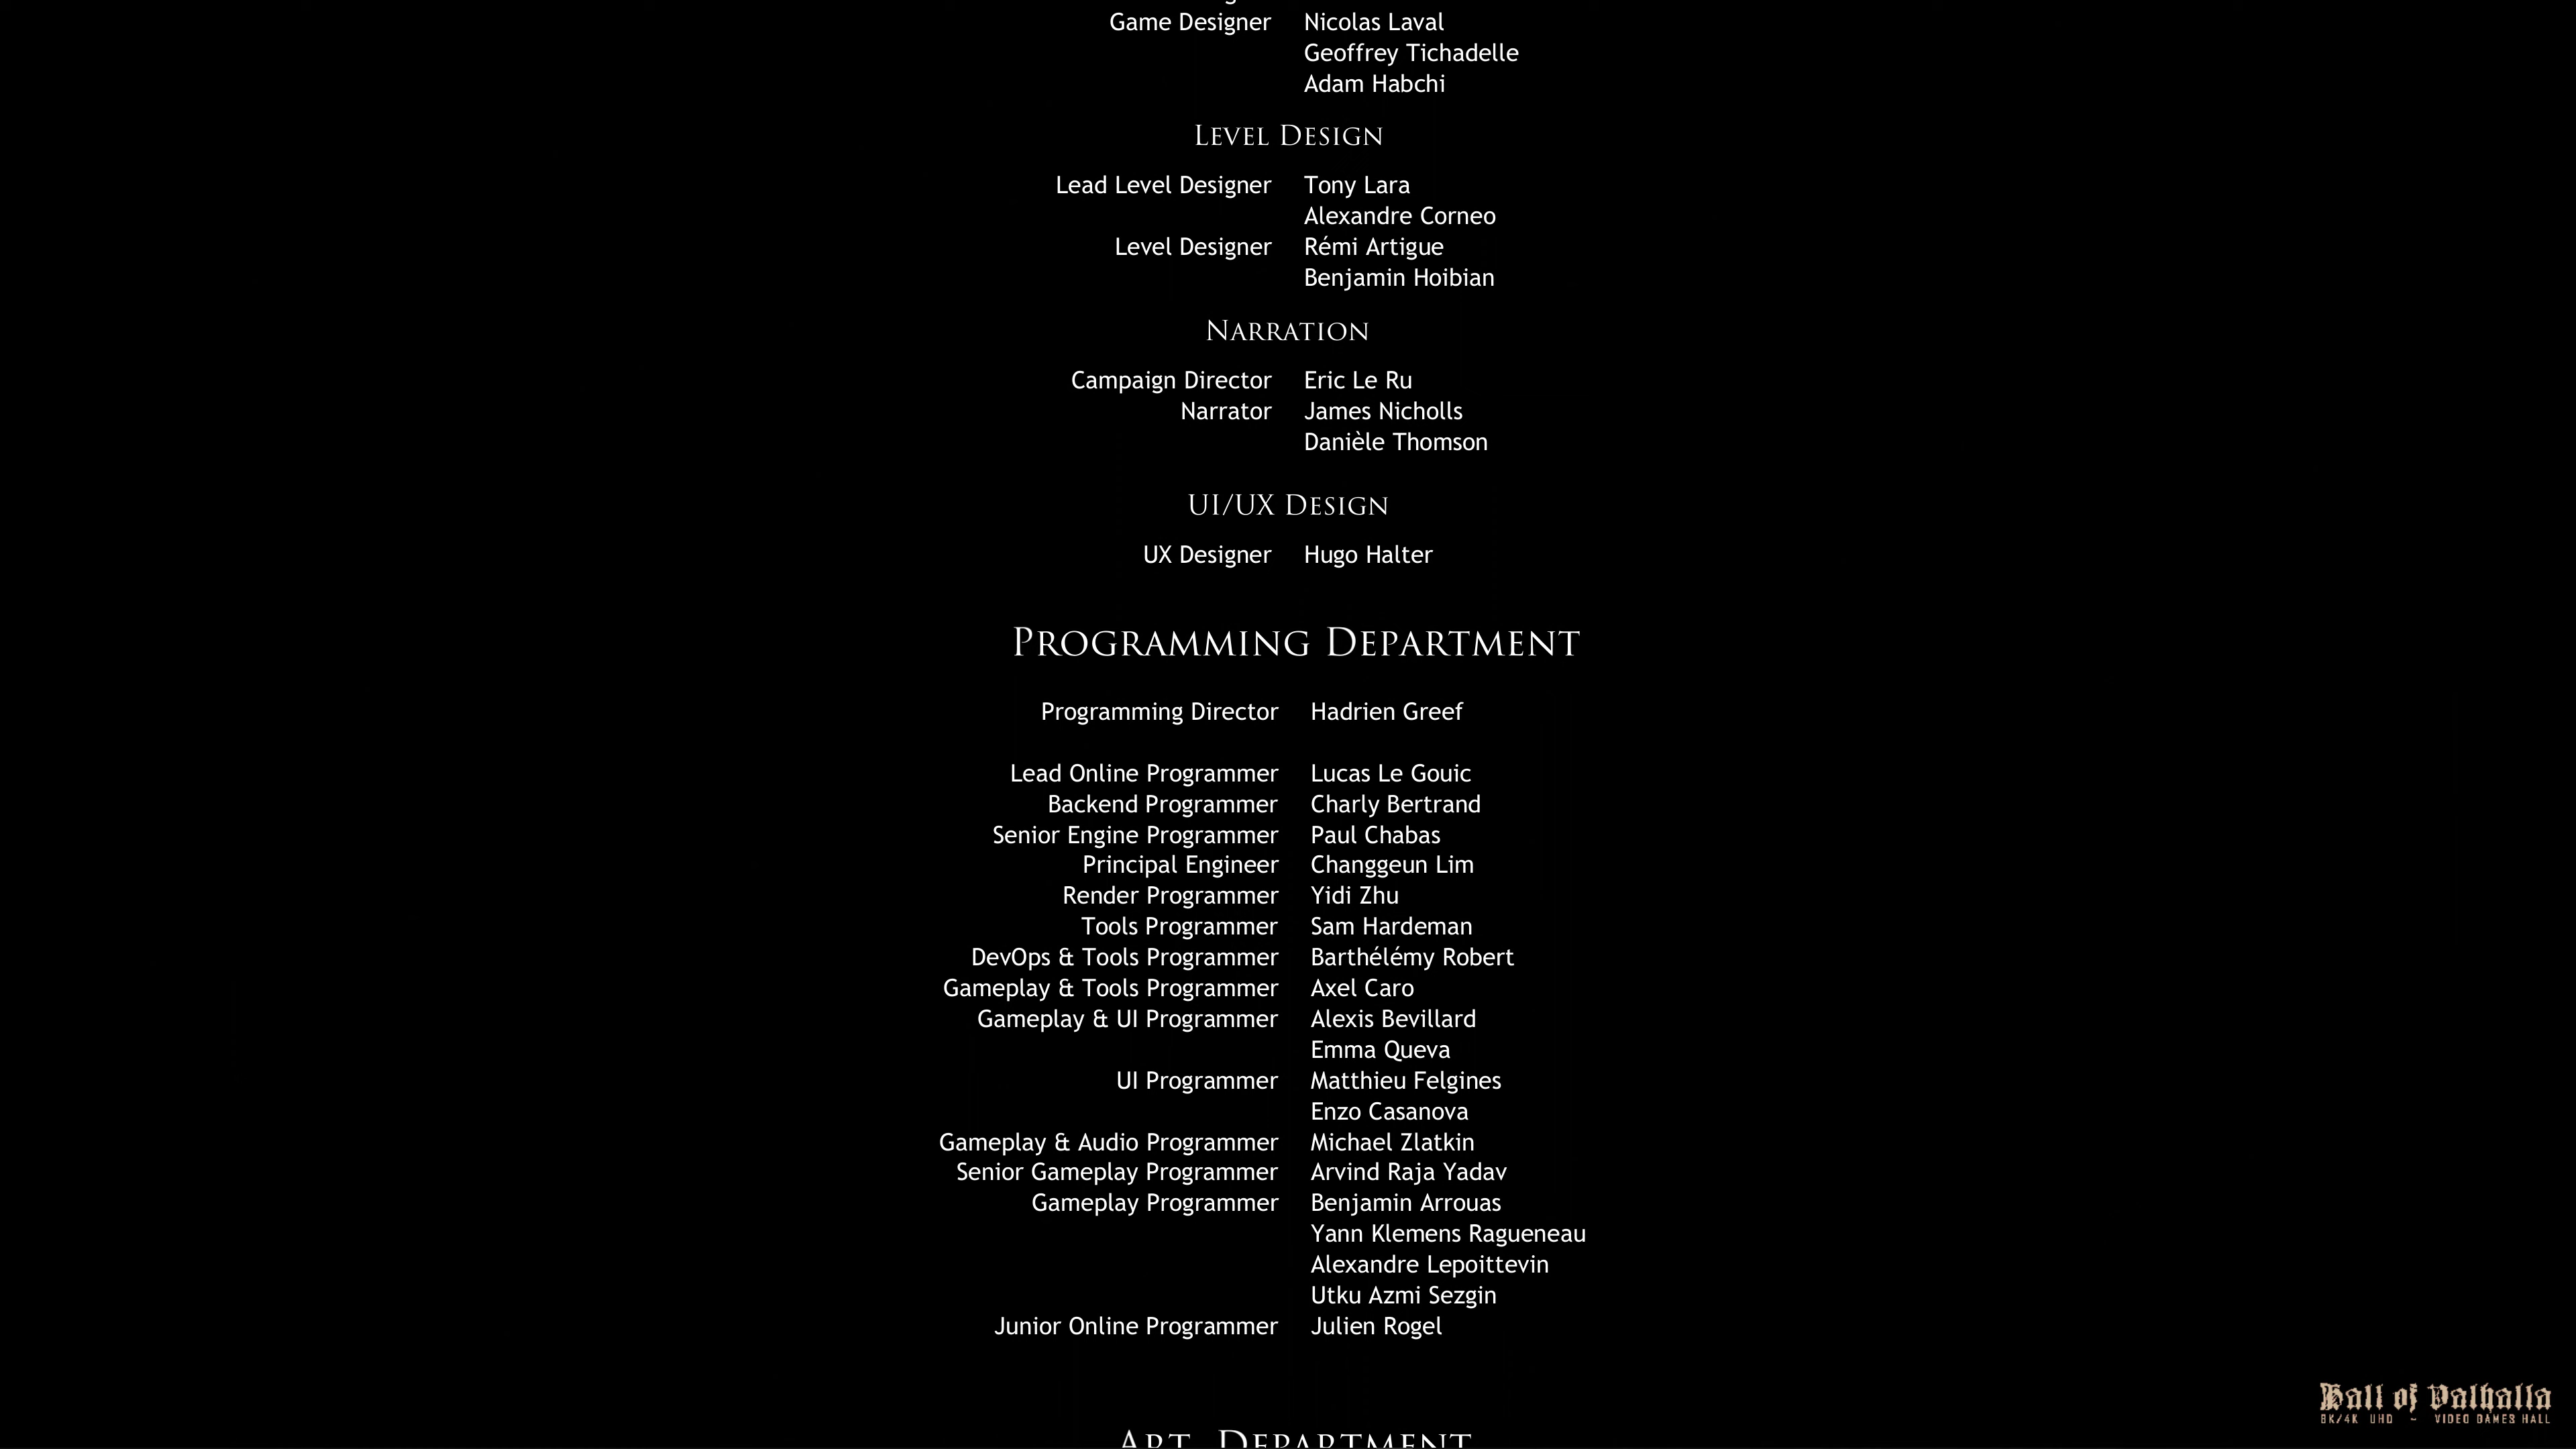 Game Designer Nicolas Laval
Geoffrey Tichadelle
Adam Habchi
LEVEL DESIGN
Lead Level Designer Tony Lara
Alexandre Corneo
Level Designer Rémi Artigue
Benjamin Hoibian
NARRATION
Campaign Director Eric Le Ru
Narrator James Nicholls
Danièle Thomson
UI/UX DESIGN
UX Designer Hugo Halter
PROGRAMMING DEPARTMENT
Programming Director Hadrien Greef
Lead Online Programmer Lucas Le Gouic
Backend Programmer Charly Bertrand
Senior Engine Programmer Paul Chabas
Principal Engineer Changgeun Lim
Render Programmer Yidi Zhu
Tools Programmer Sam Hardeman
DevOps & Tools Programmer Barthélémy Robert
Gameplay & Tools Programmer Axel Caro
Gameplay & UI Programmer Alexis Bevillard
Emma Queva
UI Programmer Matthieu Felgines
Enzo Casanova
Gameplay & Audio Programmer Michael Zlatkin
Senior Gameplay Programmer Arvind Raja Yadav
Gameplay Programmer Benjamin Arrouas
Yann Klemens Ragueneau
Alexandre Lepoittevin
Utku Azmi Sezgin
Junior Online Programmer Julien Rogel
ART DEPARTMENT
Hall of Valhalla
8K/4K UHD ~ VIDEO GAMES HALL